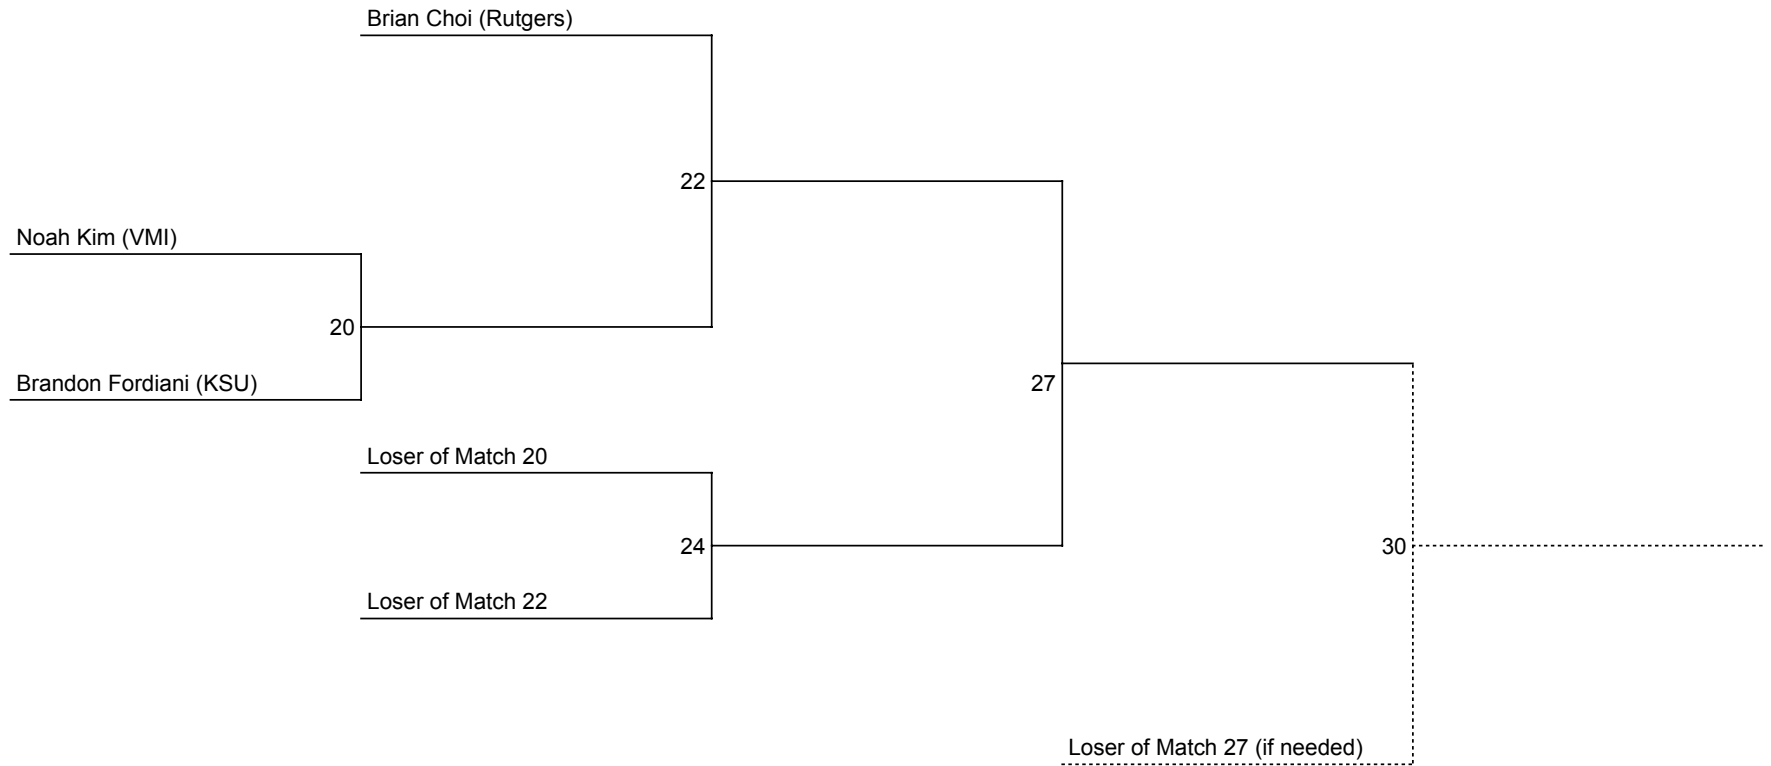 Brian Choi (Rutgers)
22
Noah Kim (VMI)
20
Brandon Fordiani (KSU)
27
Loser of Match 20
24
30
Loser of Match 22
Loser of Match 27 (if needed)